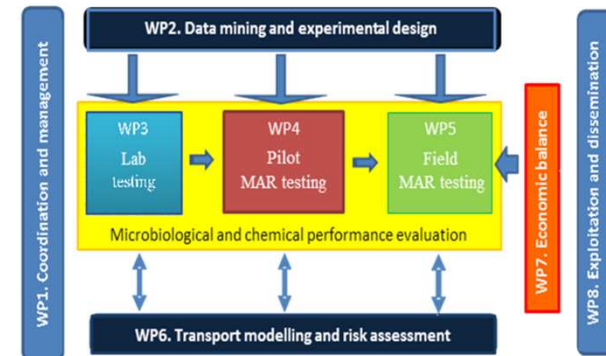 WP1. Coordination and management
WP2. Data mining and experimental design
WP3
Lab
testing
WP4
Pilot
MAR testing
WP5
Field
MAR testing
Microbiological and chemical performance evaluation
WP6. Transport modelling and risk assessment
WP7. Economic balance
WP8. Exploitation and dissemination